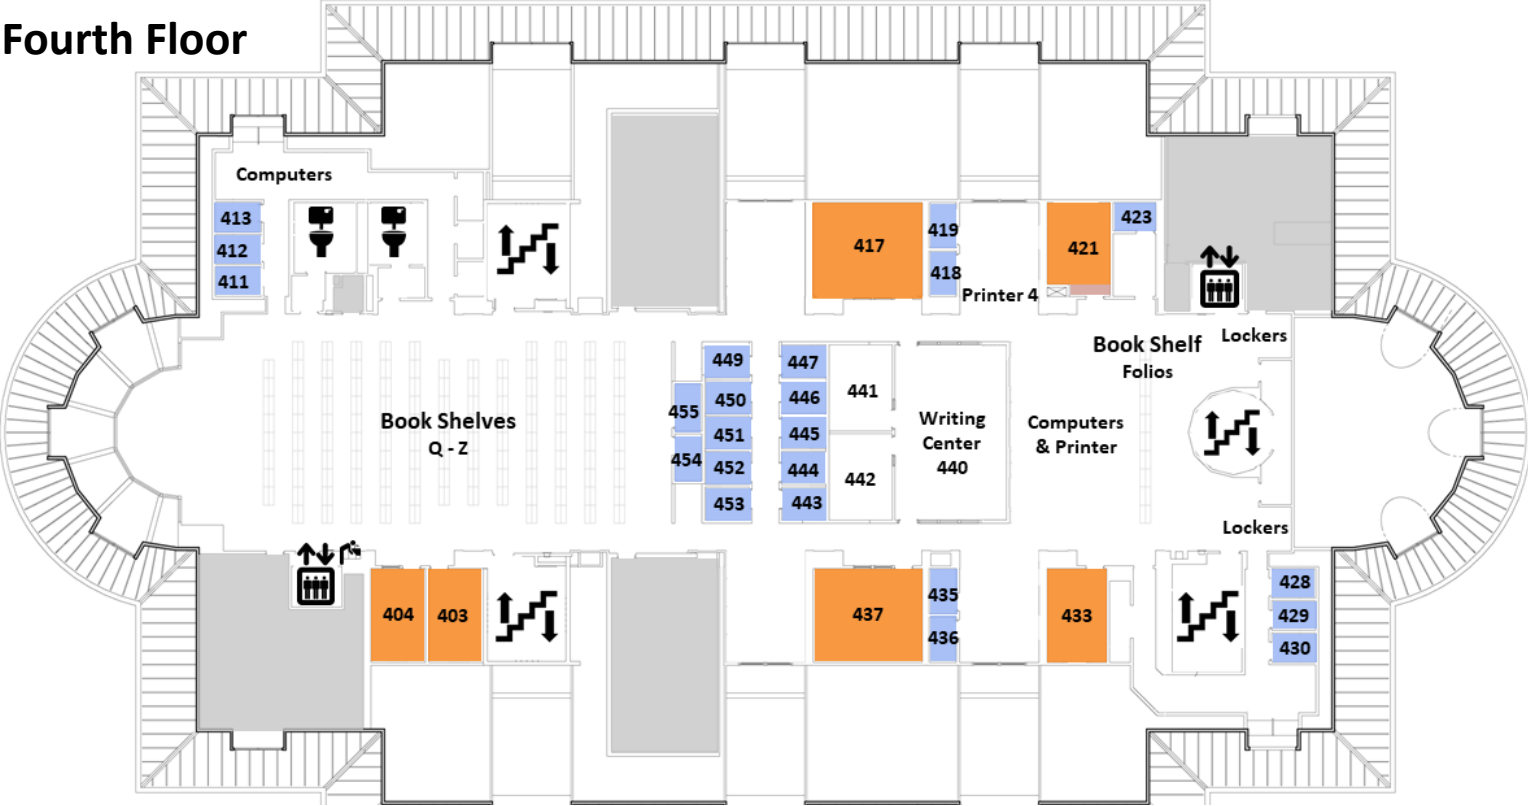 Fourth Floor
Computers
413
412
411
417
419
418
421
423
Printer 4
Lockers
Book Shelf
Folios
449
447
441
455
450
446
Book Shelves
Q - Z
451
445
Writing
Center
440
Computers
& Printer
454
452
444
442
453
443
Lockers
404
403
437
435
436
433
428
429
430